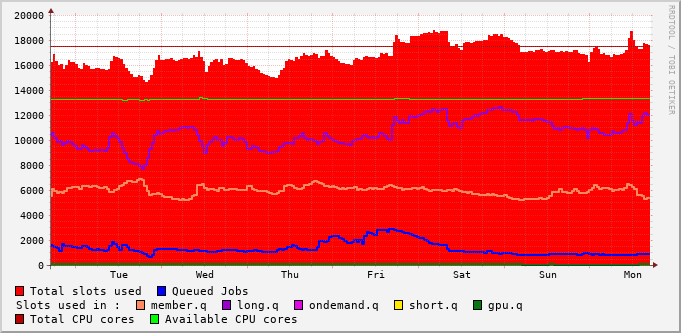 20000
18000
16000
14000
12000
10000
8000
6000
4000
2000
0
Tue Wed Thu Fri Sat Sun Mon
Total slots used Queued Jobs
Slots used in : member.q long.q ondemand.q short.q gpu.q
Total CPU cores Available CPU cores
RRDTOOL / TOBI OETIKER